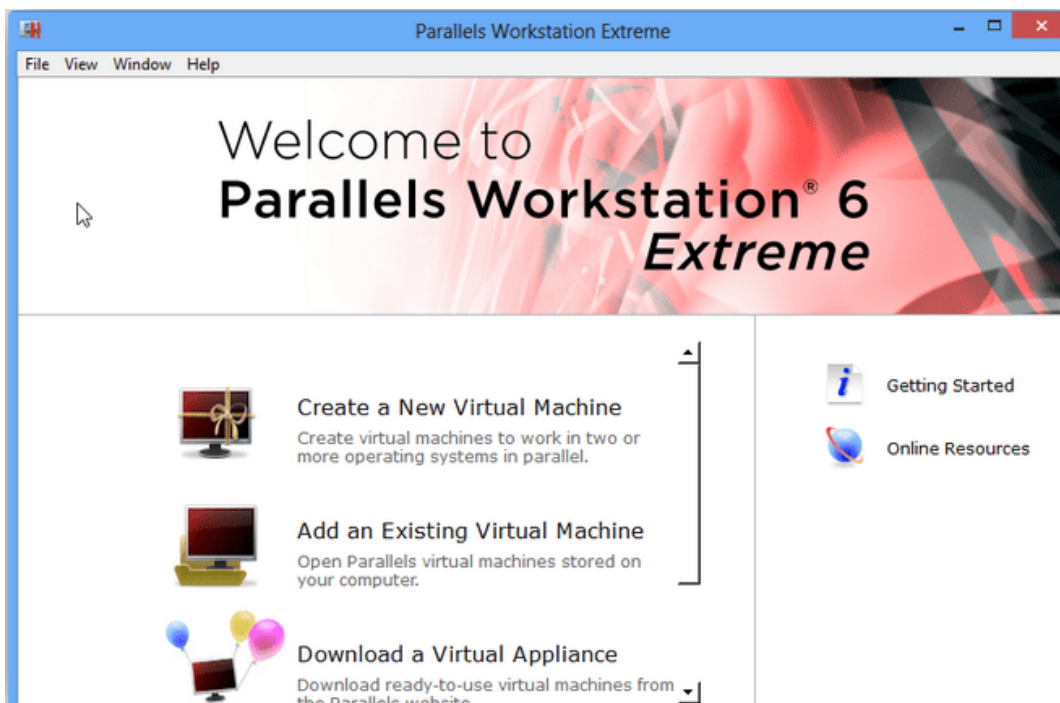 Parallels Workstation Extreme
File View Window Help
Welcome to
Parallels Workstation® 6
Extreme
Create a New Virtual Machine
Create virtual machines to work in two or
more operating systems in parallel.
Add an Existing Virtual Machine
Open Parallels virtual machines stored on
your computer.
Download a Virtual Appliance
Download ready-to-use virtual machines from
the Parallels website.
Getting Started
Online Resources